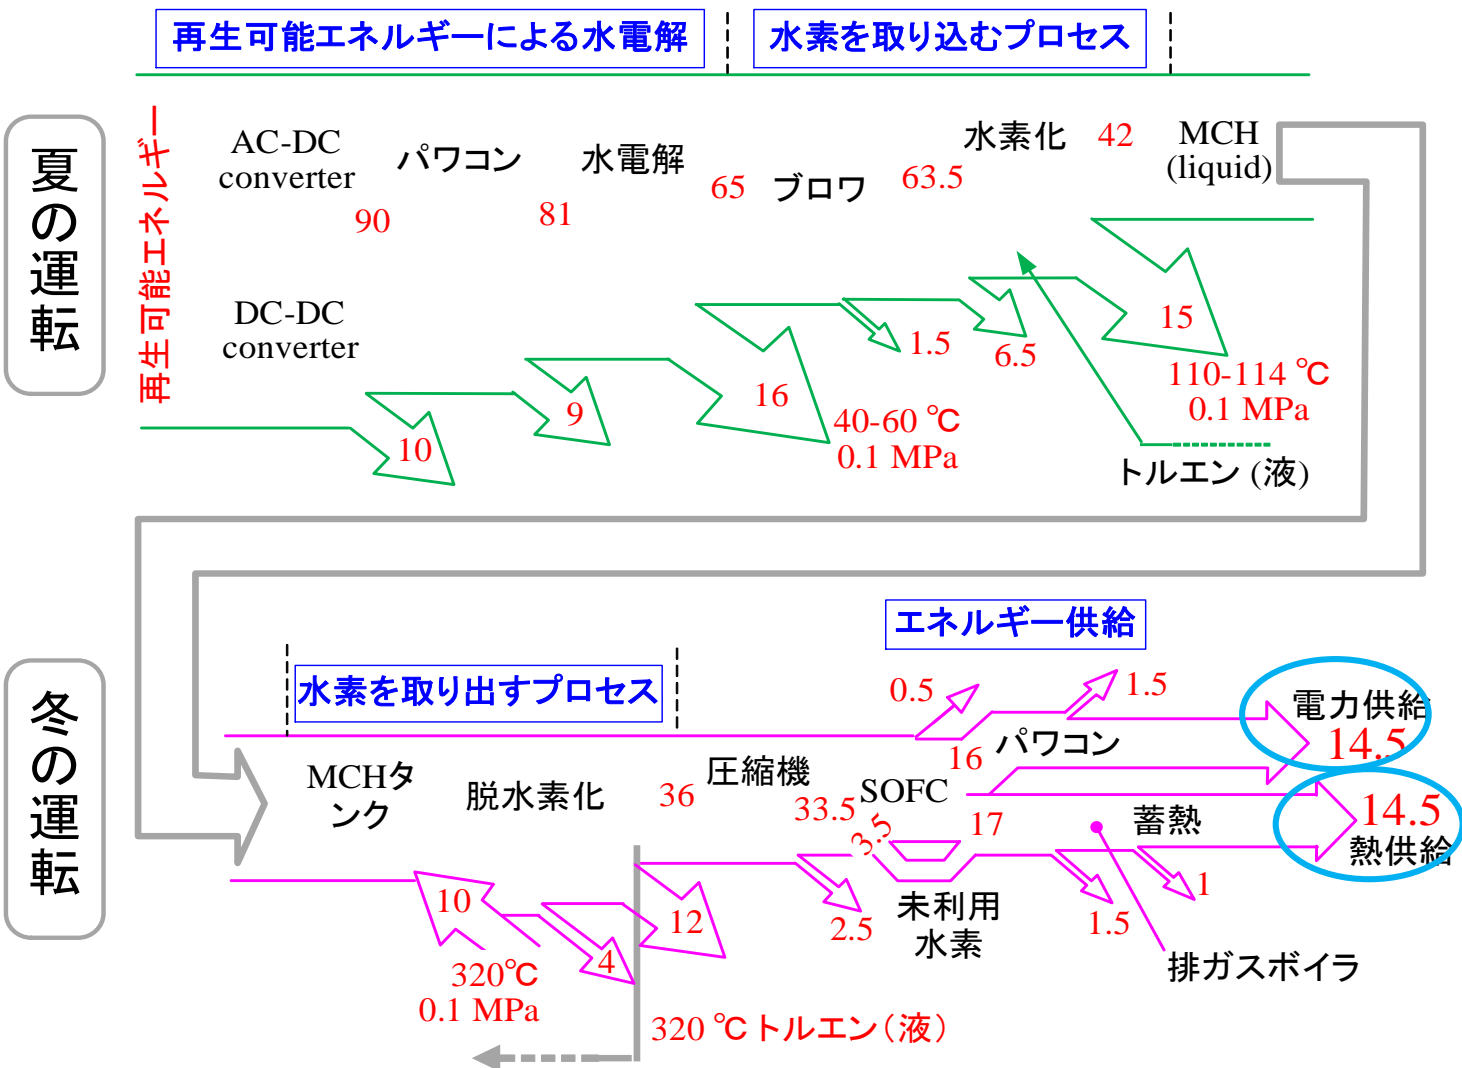 再生可能エネルギーによる水電解
水素を取り込むプロセス
夏の運転
再生可能エネルギー
AC-DC
converter
パワコン
水電解
ブロワ
水素化
42
MCH
(liquid)
90
81
65
63.5
DC-DC
converter
10
9
16
1.5
6.5
15
40-60 ℃
0.1 MPa
110-114 ℃
0.1 MPa
トルエン (液)
エネルギー供給
冬の運転
水素を取り出すプロセス
0.5
1.5
電力供給
14.5
MCHタ
ンク
脱水素化
36
圧縮機
33.5
SOFC
16
パワコン
3.5
17
蓄熱
14.5
熱供給
10
4
12
2.5
未利用
水素
1.5
1
排ガスボイラ
320℃
0.1 MPa
320 ℃ トルエン（液）